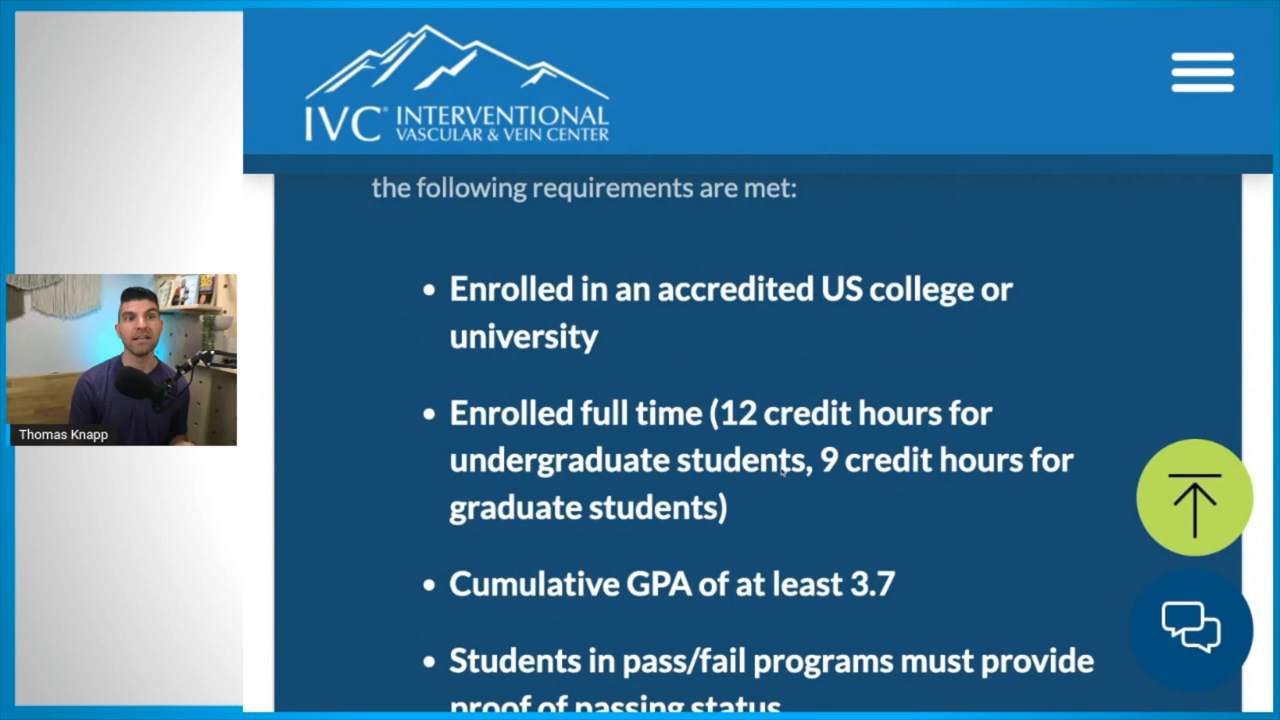 IVC® INTERVENTIONAL
VASCULAR & VEIN CENTER
the following requirements are met:
• Enrolled in an accredited US college or
university
• Enrolled full time (12 credit hours for
undergraduate students, 9 credit hours for
graduate students)
• Cumulative GPA of at least 3.7
• Students in pass/fail programs must provide
proof of passing status
Thomas Knapp